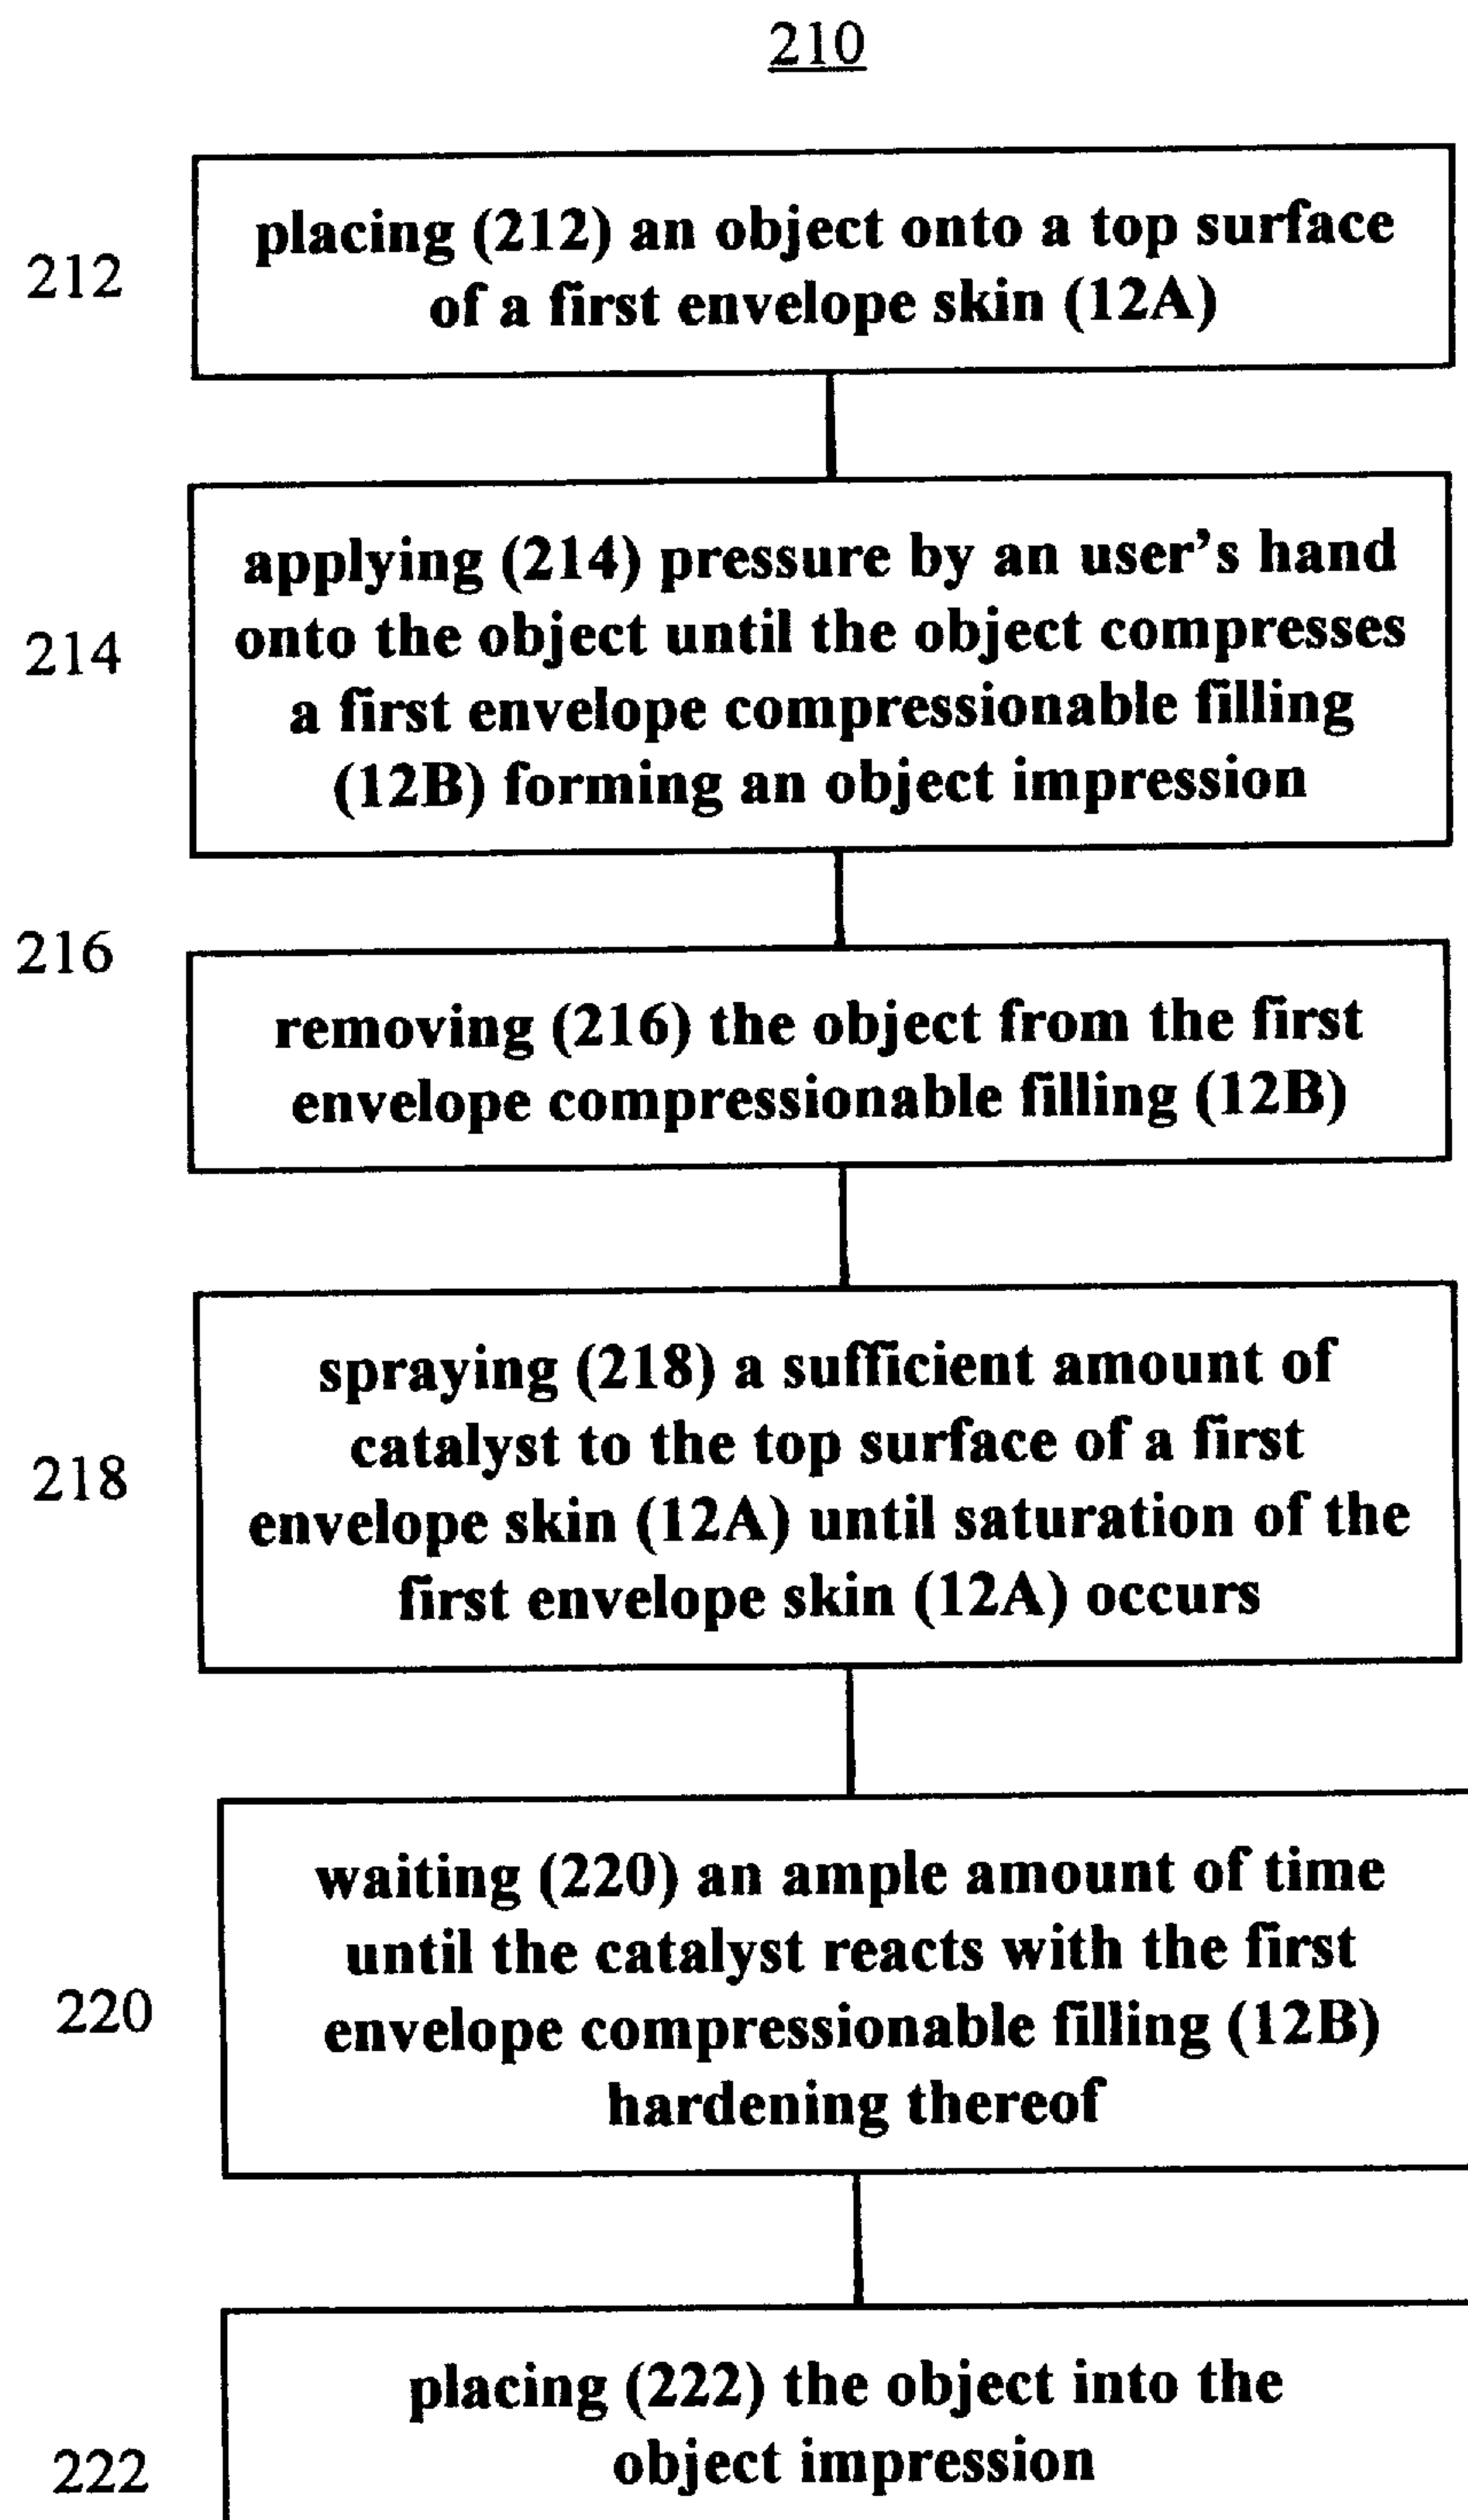 210
212
placing (212) an object onto a top surface
of a first envelope skin (12A)
214
applying (214) pressure by an user's hand
onto the object until the object compresses
a first envelope compressionable filling
(12B) forming an object impression
216
removing (216) the object from the first
envelope compressionable filling (12B)
218
spraying (218) a sufficient amount of
catalyst to the top surface of a first
envelope skin (12A) until saturation of the
first envelope skin (12A) occurs
220
waiting (220) an ample amount of time
until the catalyst reacts with the first
envelope compressionable filling (12B)
hardening thereof
222
placing (222) the object into the
object impression